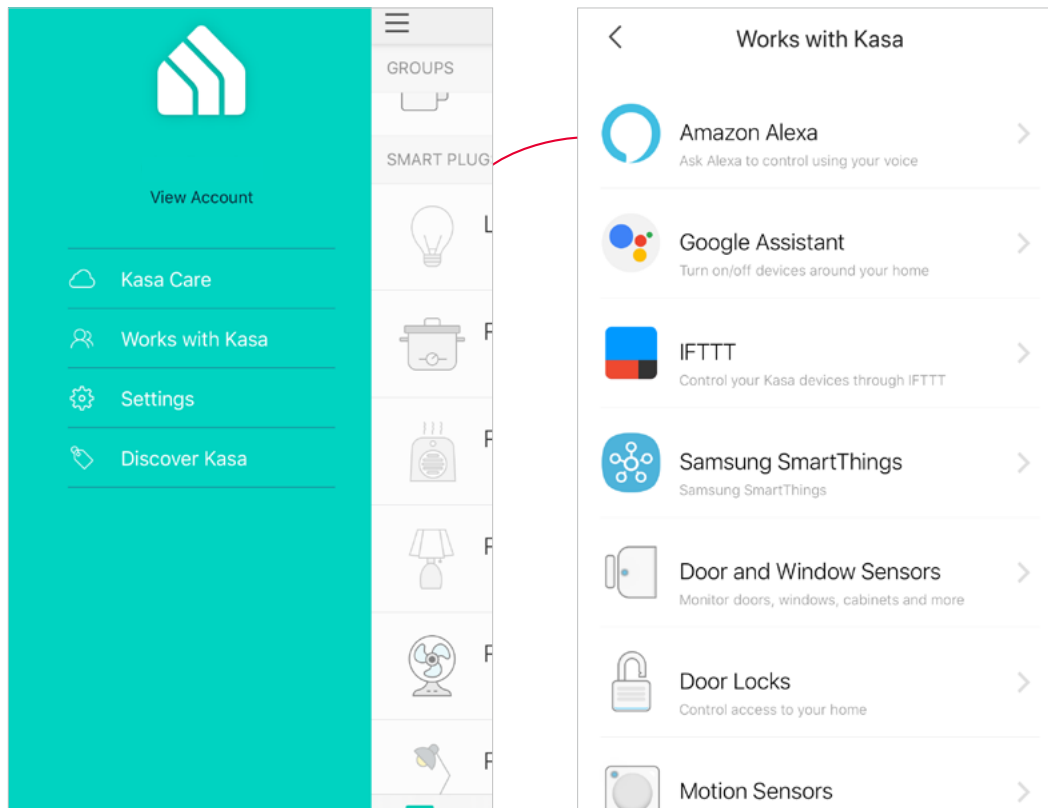 View Account
Kasa Care
Works with Kasa
Settings
Discover Kasa
GROUPS
SMART PLUG
L
F
F
F
F
F
Works with Kasa
Amazon Alexa
Ask Alexa to control using your voice
Google Assistant
Turn on/off devices around your home
IFTTT
Control your Kasa devices through IFTTT
Samsung SmartThings
Samsung SmartThings
Door and Window Sensors
Monitor doors, windows, cabinets and more
Door Locks
Control access to your home
Motion Sensors